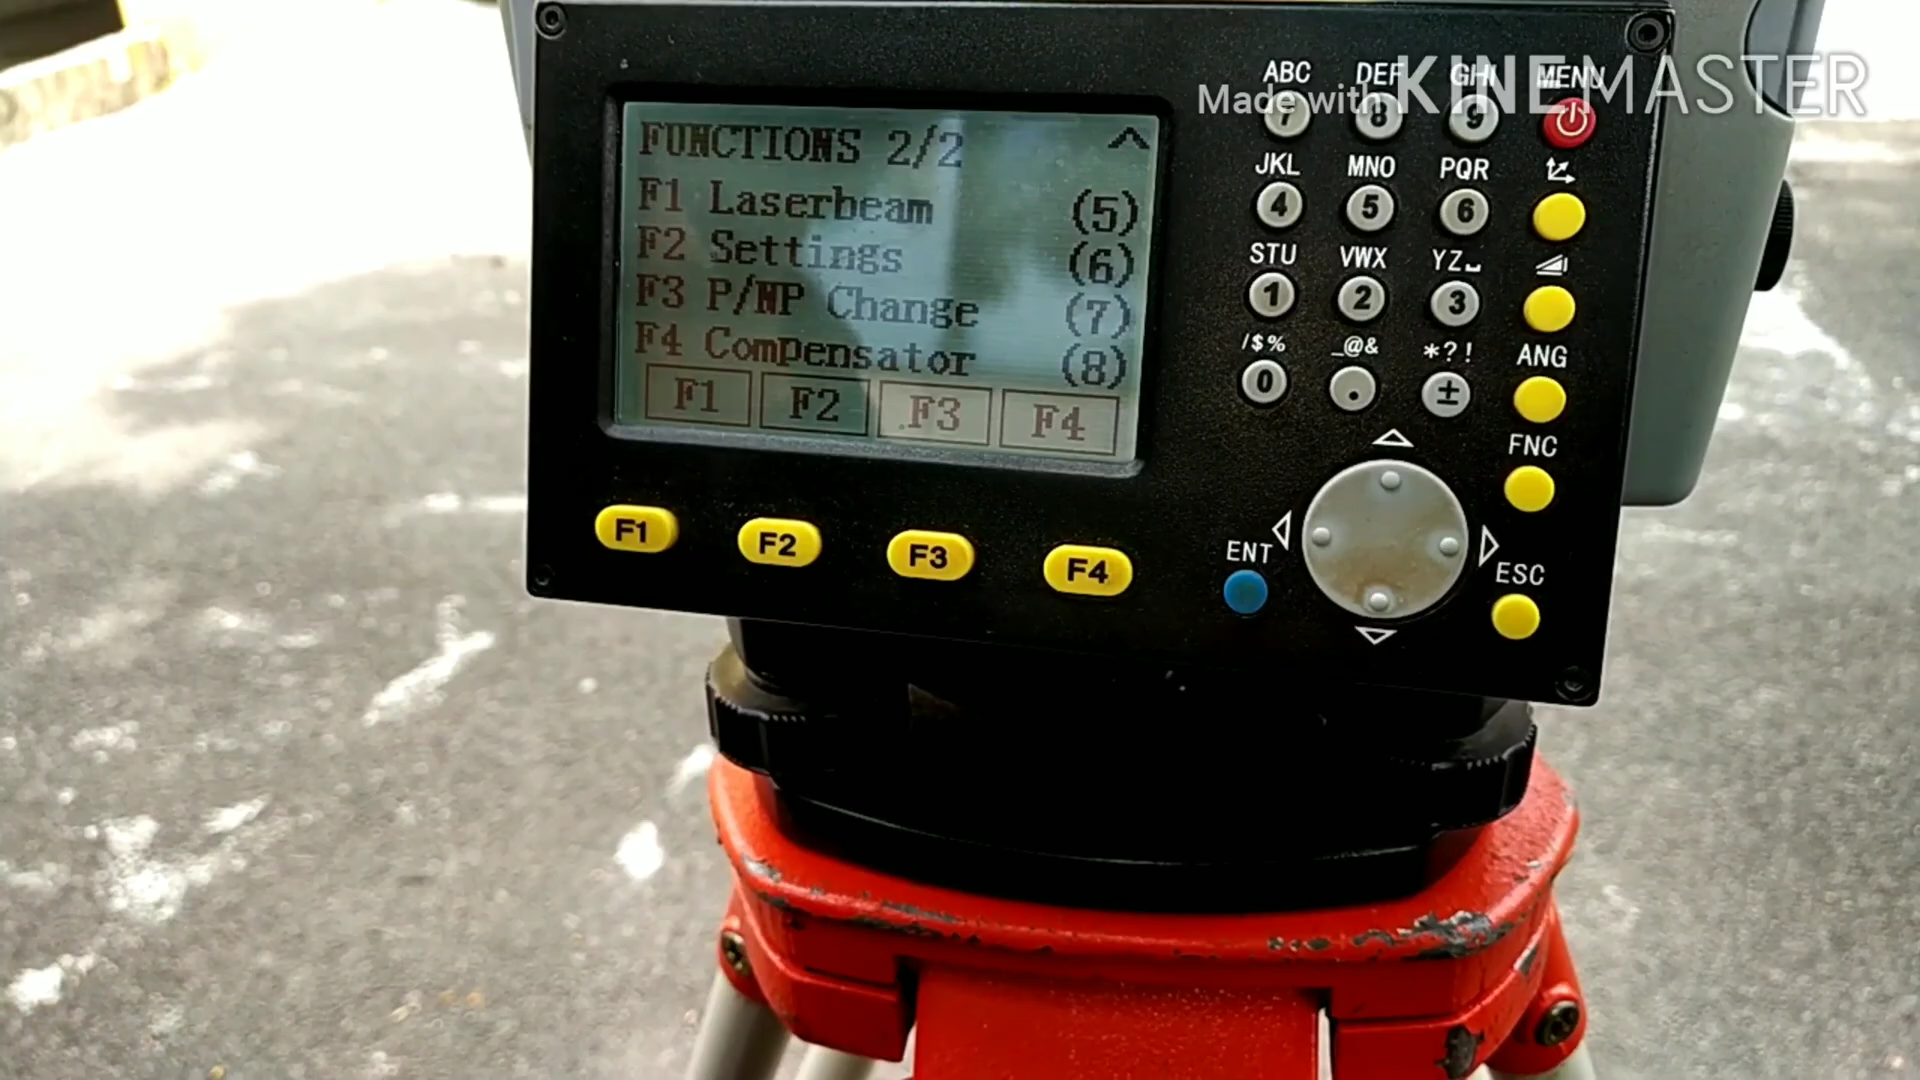 FUNCTIONS 2/2
F1 Laserbeam (5)
F2 Settings (6)
F3 P/NP Change (7)
F4 Compensator (8)
F1 F2 F3 F4
F1 F2 F3 F4
Made with KINEMASTER
ABC DEF GHI MENU
7 8 9
JKL MNO PQR
4 5 6
STU VWX YZ⎵
1 2 3
/$% _@& *?! ANG
0 . ±
FNC
ENT
ESC